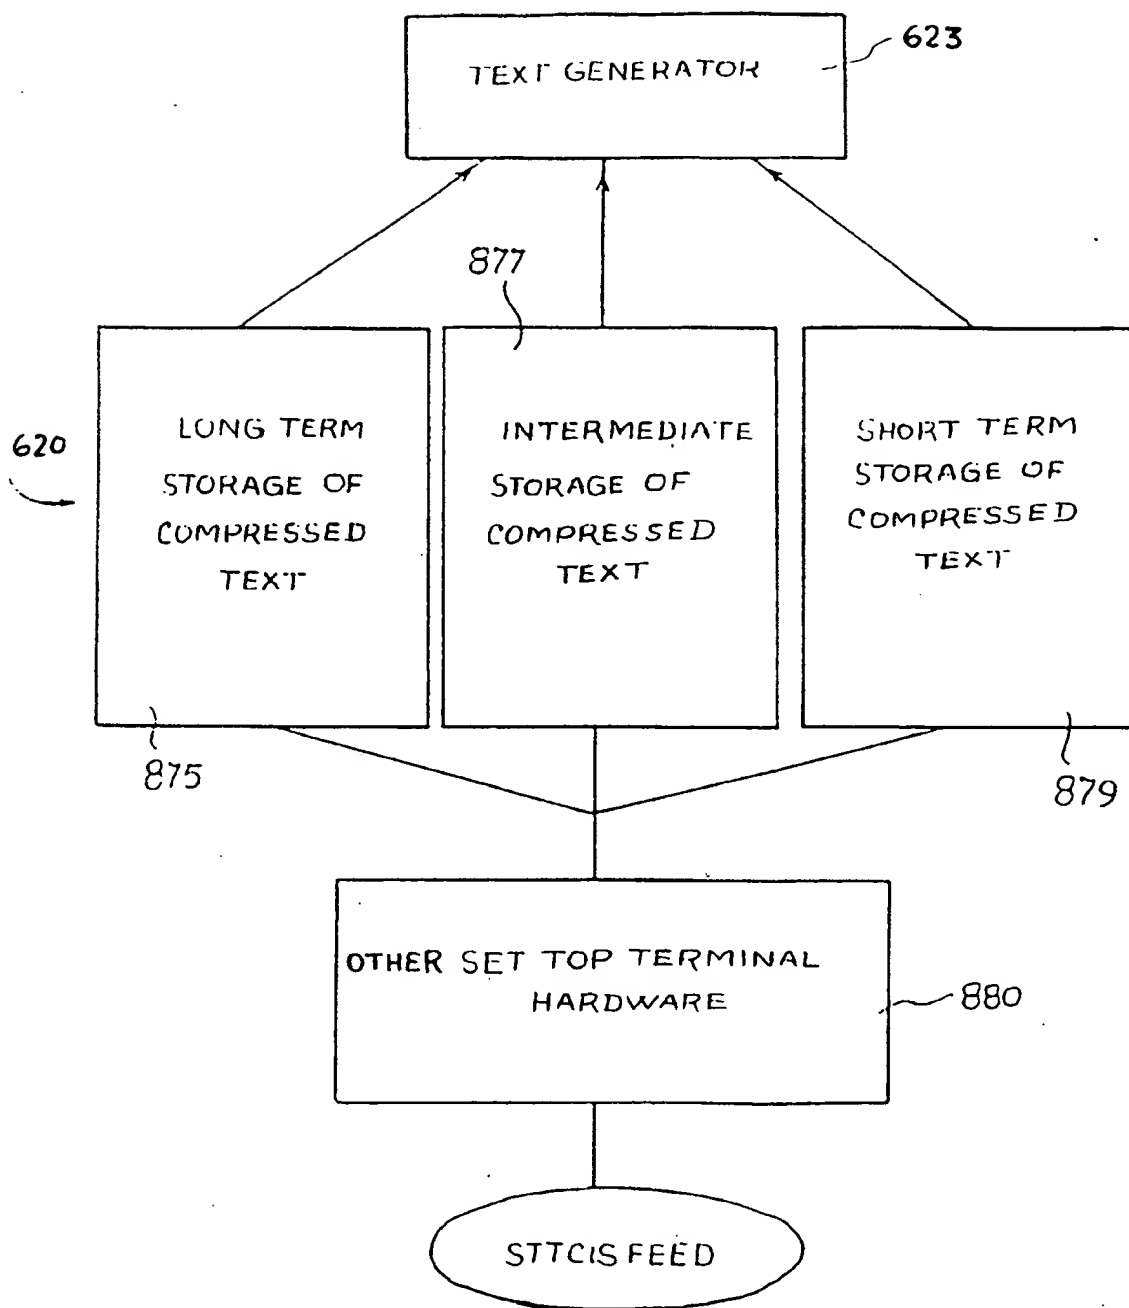 TEXT GENERATOR
623
877
620
LONG TERM
STORAGE OF
COMPRESSED
TEXT
INTERMEDIATE
STORAGE OF
COMPRESSED
TEXT
SHORT TERM
STORAGE OF
COMPRESSED
TEXT
875
879
OTHER SET TOP TERMINAL
HARDWARE
880
STTCIS FEED